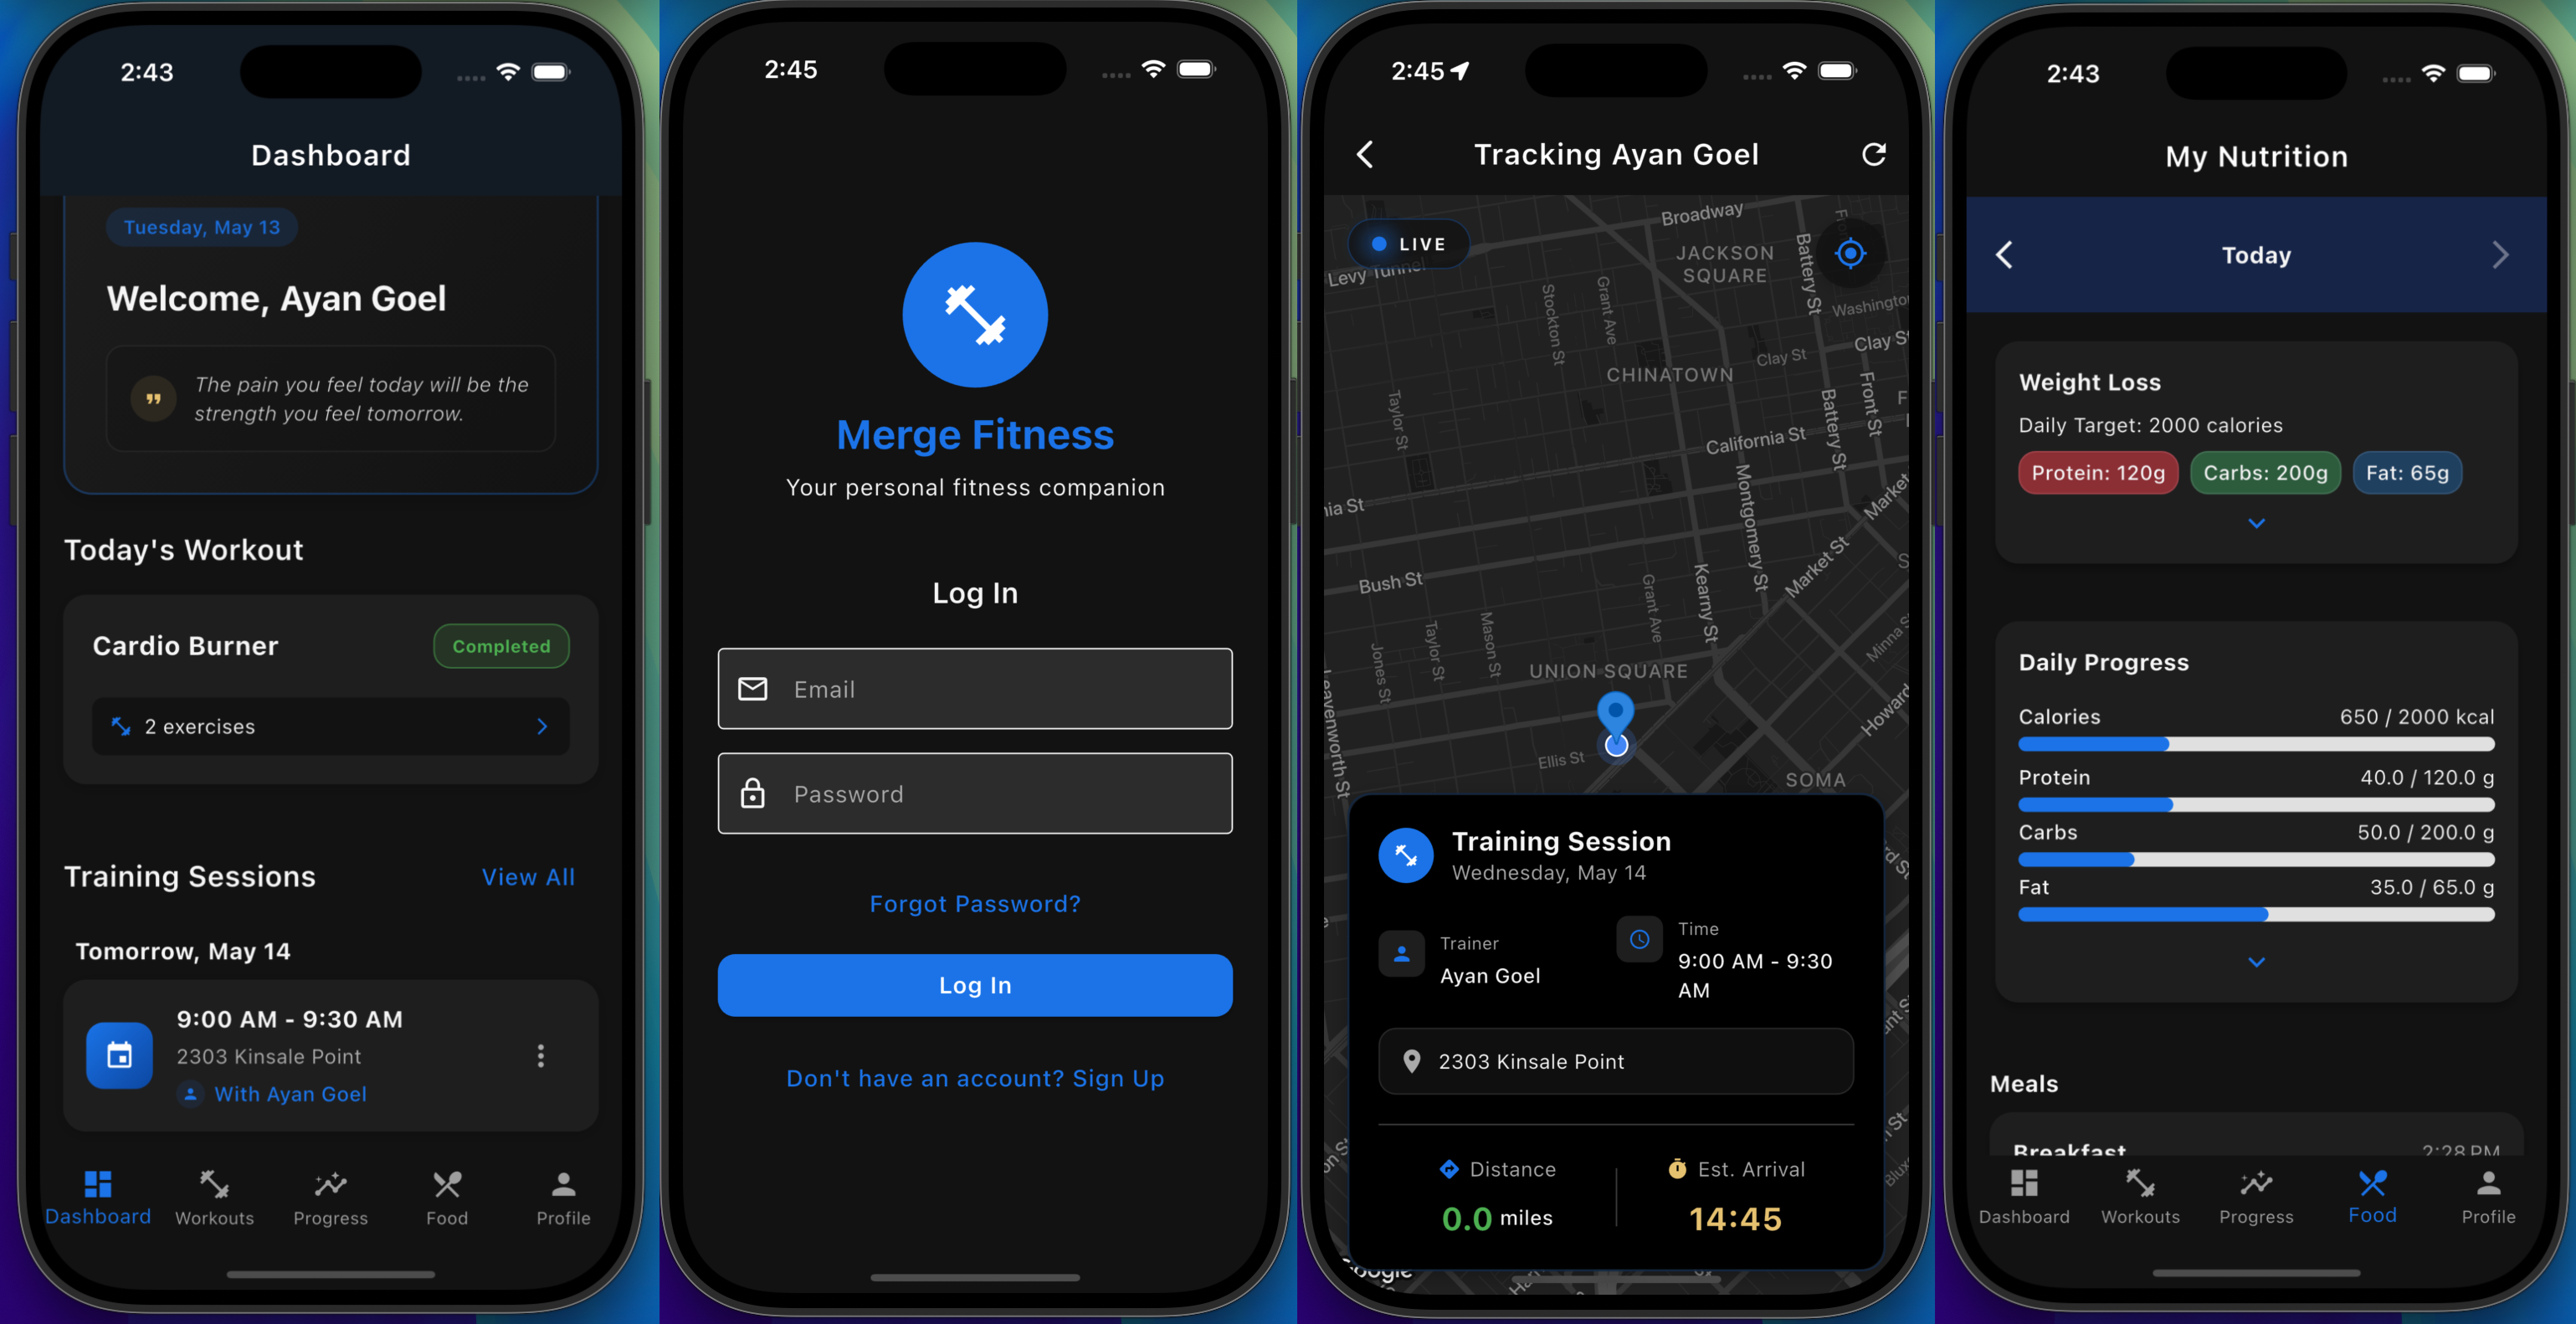 2:43
Dashboard
Tuesday, May 13
Welcome, Ayan Goel
The pain you feel today will be the
strength you feel tomorrow.
Today's Workout
Cardio Burner
Completed
2 exercises
Training Sessions
View All
Tomorrow, May 14
9:00 AM - 9:30 AM
2303 Kinsale Point
With Ayan Goel
Dashboard
Workouts
Progress
Food
Profile
2:45
Merge Fitness
Your personal fitness companion
Log In
Email
Password
Forgot Password?
Log In
Don't have an account? Sign Up
2:45
Tracking Ayan Goel
LIVE
Broadway
JACKSON
SQUARE
Battery St
Levy Tunnel
Washington
Stockton St
Grant Ave
Clay St
Clay St
CHINATOWN
Front St
Taylor St
Battery St
California St
Montgomery St
Market
nia St
Market St
Bush St
Kearny St
Grant Ave
Minna S
Taylor St
Mason St
Jones St
UNION SQUARE
Leavenworth St
Howard
Ellis St
SOMA
Training Session
Wednesday, May 14
Trainer
Ayan Goel
Time
9:00 AM - 9:30
AM
2303 Kinsale Point
Distance
0.0 miles
Est. Arrival
14:45
Google
2:43
My Nutrition
Today
Weight Loss
Daily Target: 2000 calories
Protein: 120g
Carbs: 200g
Fat: 65g
Daily Progress
Calories
650 / 2000 kcal
Protein
40.0 / 120.0 g
Carbs
50.0 / 200.0 g
Fat
35.0 / 65.0 g
Meals
Breakfast
2:28 PM
Dashboard
Workouts
Progress
Food
Profile